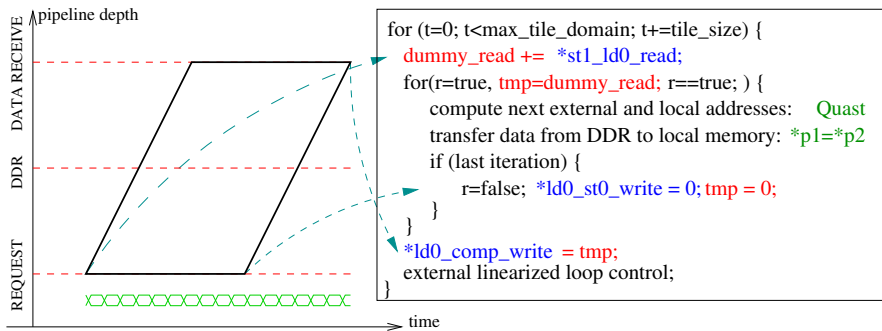 pipeline depth
DATA RECEIVE
DDR
REQUEST
time
for (t=0; t<max_tile_domain; t+=tile_size) {
dummy_read += *st1_ld0_read;
for(r=true, tmp=dummy_read; r==true; ) {
compute next external and local addresses: Quast
transfer data from DDR to local memory: *p1=*p2
if (last iteration) {
r=false; *ld0_st0_write = 0; tmp = 0;
}
}
*ld0_comp_write = tmp;
external linearized loop control;
}